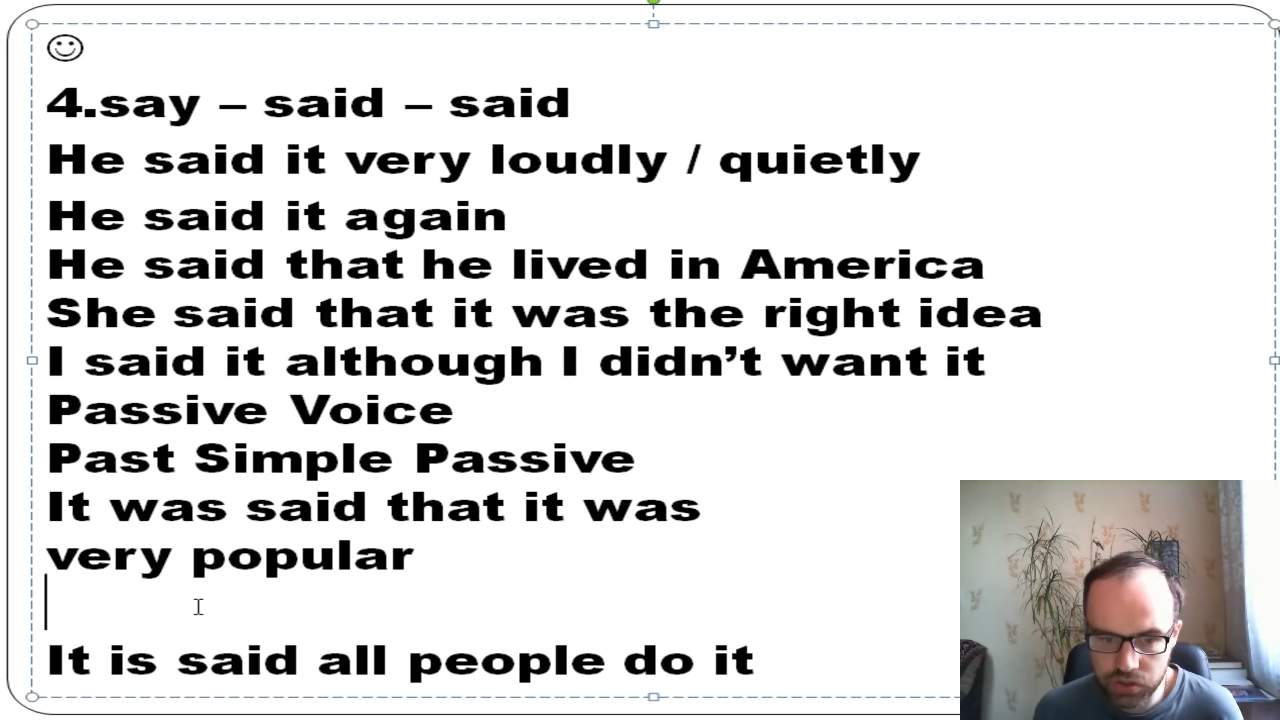 4.say – said – said
He said it very loudly / quietly
He said it again
He said that he lived in America
She said that it was the right idea
I said it although I didn’t want it
Passive Voice
Past Simple Passive
It was said that it was
very popular
It is said all people do it